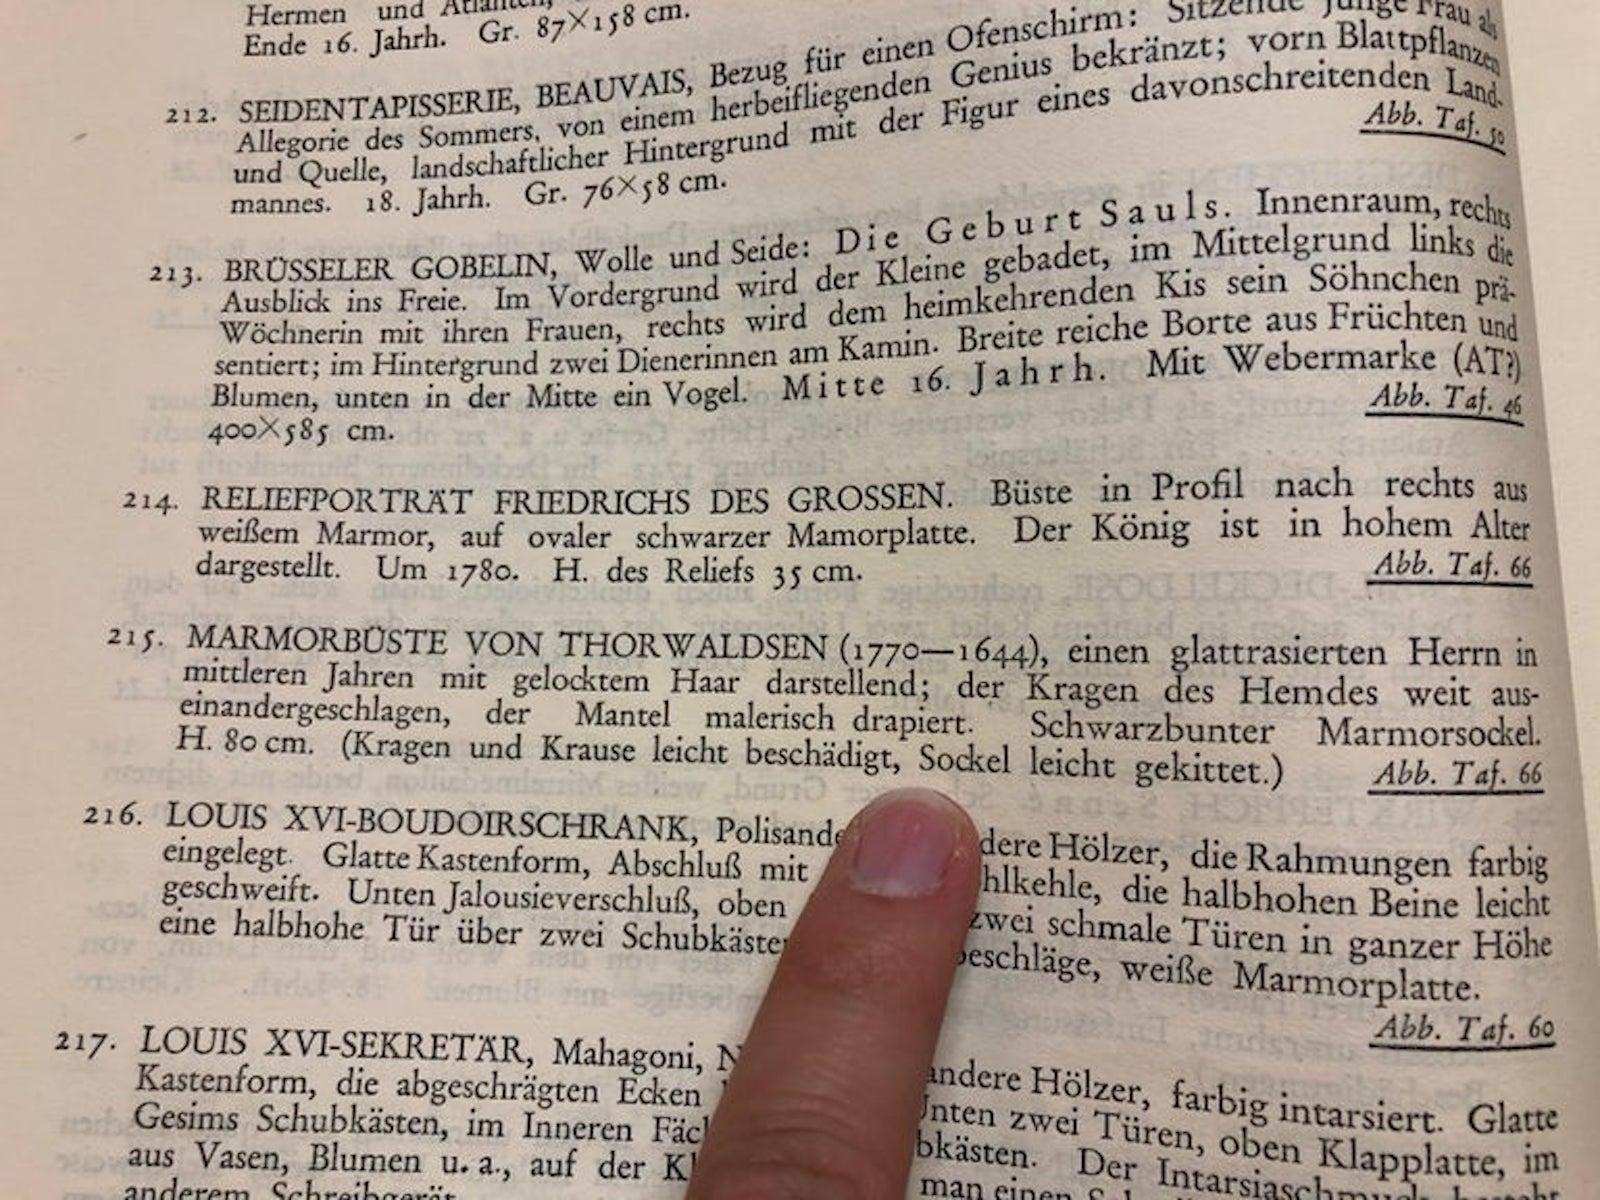 Hermen und Atlanten,
Ende 16. Jahrh. Gr. 87×158 cm.
212. SEIDENTAPISSERIE, BEAUVAIS, Bezug für einen Ofenschirm: Sitzende junge Frau als
Allegorie des Sommers, von einem herbeifliegenden Genius bekränzt; vorn Blattpflanzen
und Quelle, landschaftlicher Hintergrund mit der Figur eines davonschreitenden Land-
mannes. 18. Jahrh. Gr. 76×58 cm. Abb. Taf. 50
213. BRÜSSELER GOBELIN, Wolle und Seide: Die Geburt Sauls. Innenraum, rechts
Ausblick ins Freie. Im Vordergrund wird der Kleine gebadet, im Mittelgrund links die
Wöchnerin mit ihren Frauen, rechts wird dem heimkehrenden Kis sein Söhnchen prä-
sentiert; im Hintergrund zwei Dienerinnen am Kamin. Breite reiche Borte aus Früchten und
Blumen, unten in der Mitte ein Vogel. Mitte 16. Jahrh. Mit Webermarke (AT?)
400×585 cm. Abb. Taf. 46
214. RELIEFPORTRÄT FRIEDRICHS DES GROSSEN. Büste in Profil nach rechts aus
weißem Marmor, auf ovaler schwarzer Mamorplatte. Der König ist in hohem Alter
dargestellt. Um 1780. H. des Reliefs 35 cm. Abb. Taf. 66
215. MARMORBÜSTE VON THORWALDSEN (1770—1644), einen glattrasierten Herrn in
mittleren Jahren mit gelocktem Haar darstellend; der Kragen des Hemdes weit aus-
einandergeschlagen, der Mantel malerisch drapiert. Schwarzbunter Marmorsockel.
H. 80 cm. (Kragen und Krause leicht beschädigt, Sockel leicht gekittet.) Abb. Taf. 66
216. LOUIS XVI-BOUDOIRSCHRANK, Polisande dere Hölzer, die Rahmungen farbig
eingelegt. Glatte Kastenform, Abschluß mit hlkehle, die halbhohen Beine leicht
geschweift. Unten Jalousieverschluß, oben zwei schmale Türen in ganzer Höhe
eine halbhohe Tür über zwei Schubkäste beschläge, weiße Marmorplatte.
Abb. Taf. 60
217. LOUIS XVI-SEKRETÄR, Mahagoni, andere Hölzer, farbig intarsiert. Glatte
Kastenform, die abgeschrägten Ecken Unten zwei Türen, oben Klapplatte, im
Gesims Schubkästen, im Inneren Fäc bkästen. Der Intarsiaschmuck besteht
aus Vasen, Blumen u. a., auf der Kl man einen
anderem Schreibgerät